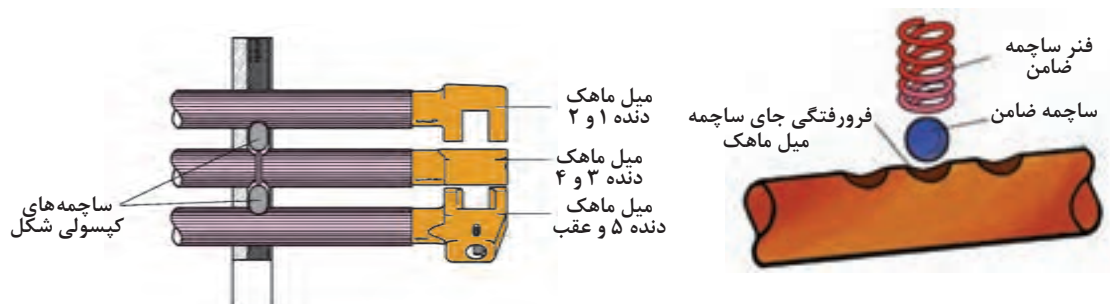 فنر ساچمه
ضامن
ساچمه ضامن
فرورفتگی جای ساچمه
میل ماهک
میل ماهک
دنده ۱ و ۲
میل ماهک
دنده ۳ و ۴
میل ماهک
دنده ۵ و عقب
ساچمه‌های
کپسولی شکل